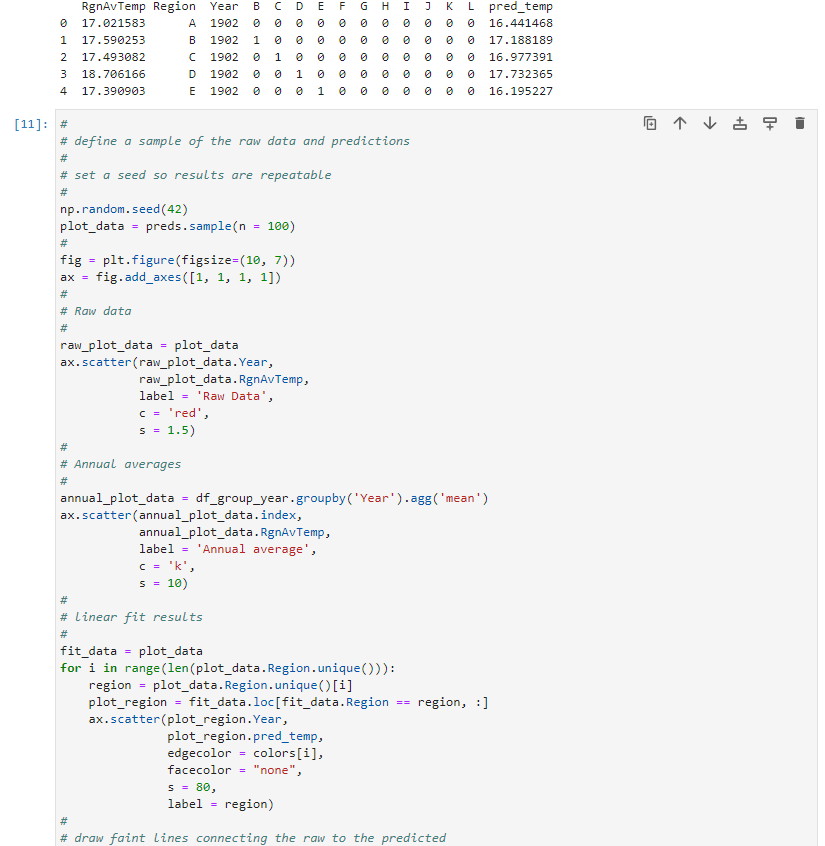 RgnAvTemp Region Year B C D E F G H I J K L pred_temp
0 17.021583 A 1902 0 0 0 0 0 0 0 0 0 0 0 16.441468
1 17.590253 B 1902 1 0 0 0 0 0 0 0 0 0 0 17.188189
2 17.493082 C 1902 0 1 0 0 0 0 0 0 0 0 0 16.977391
3 18.706166 D 1902 0 0 1 0 0 0 0 0 0 0 0 17.732365
4 17.390903 E 1902 0 0 0 1 0 0 0 0 0 0 0 16.195227
[11]: #
# define a sample of the raw data and predictions
#
# set a seed so results are repeatable
#
np.random.seed(42)
plot_data = preds.sample(n = 100)
#
fig = plt.figure(figsize=(10, 7))
ax = fig.add_axes([1, 1, 1, 1])
#
# Raw data
#
raw_plot_data = plot_data
ax.scatter(raw_plot_data.Year,
raw_plot_data.RgnAvTemp,
label = 'Raw Data',
c = 'red',
s = 1.5)
#
# Annual averages
#
annual_plot_data = df_group_year.groupby('Year').agg('mean')
ax.scatter(annual_plot_data.index,
annual_plot_data.RgnAvTemp,
label = 'Annual average',
c = 'k',
s = 10)
#
# linear fit results
#
fit_data = plot_data
for i in range(len(plot_data.Region.unique())):
region = plot_data.Region.unique()[i]
plot_region = fit_data.loc[fit_data.Region == region, :]
ax.scatter(plot_region.Year,
plot_region.pred_temp,
edgecolor = colors[i],
facecolor = "none",
s = 80,
label = region)
#
# draw faint lines connecting the raw to the predicted